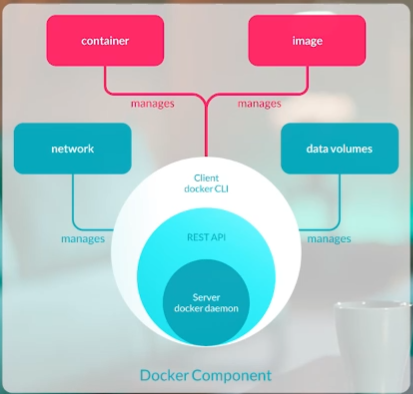 container
image
manages
manages
network
data volumes
Client
docker CLI
manages
REST API
manages
Server
docker daemon
Docker Component